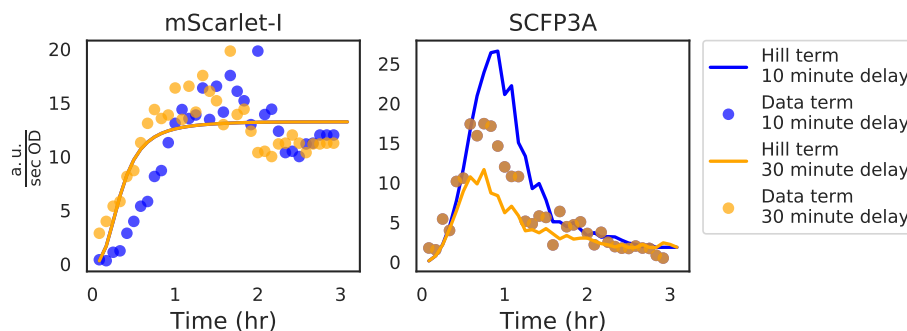 mScarlet-I
SCFP3A
a.u.
sec OD
20
15
10
5
0
0 1 2 3
Time (hr)
25
20
15
10
5
0
0 1 2 3
Time (hr)
Hill term
10 minute delay
Data term
10 minute delay
Hill term
30 minute delay
Data term
30 minute delay